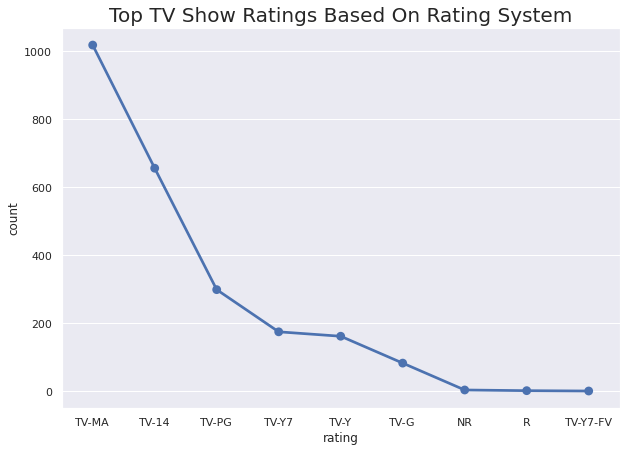 Top TV Show Ratings Based On Rating System
count
1000
800
600
400
200
0
TV-MA TV-14 TV-PG TV-Y7 TV-Y TV-G NR R TV-Y7-FV
rating